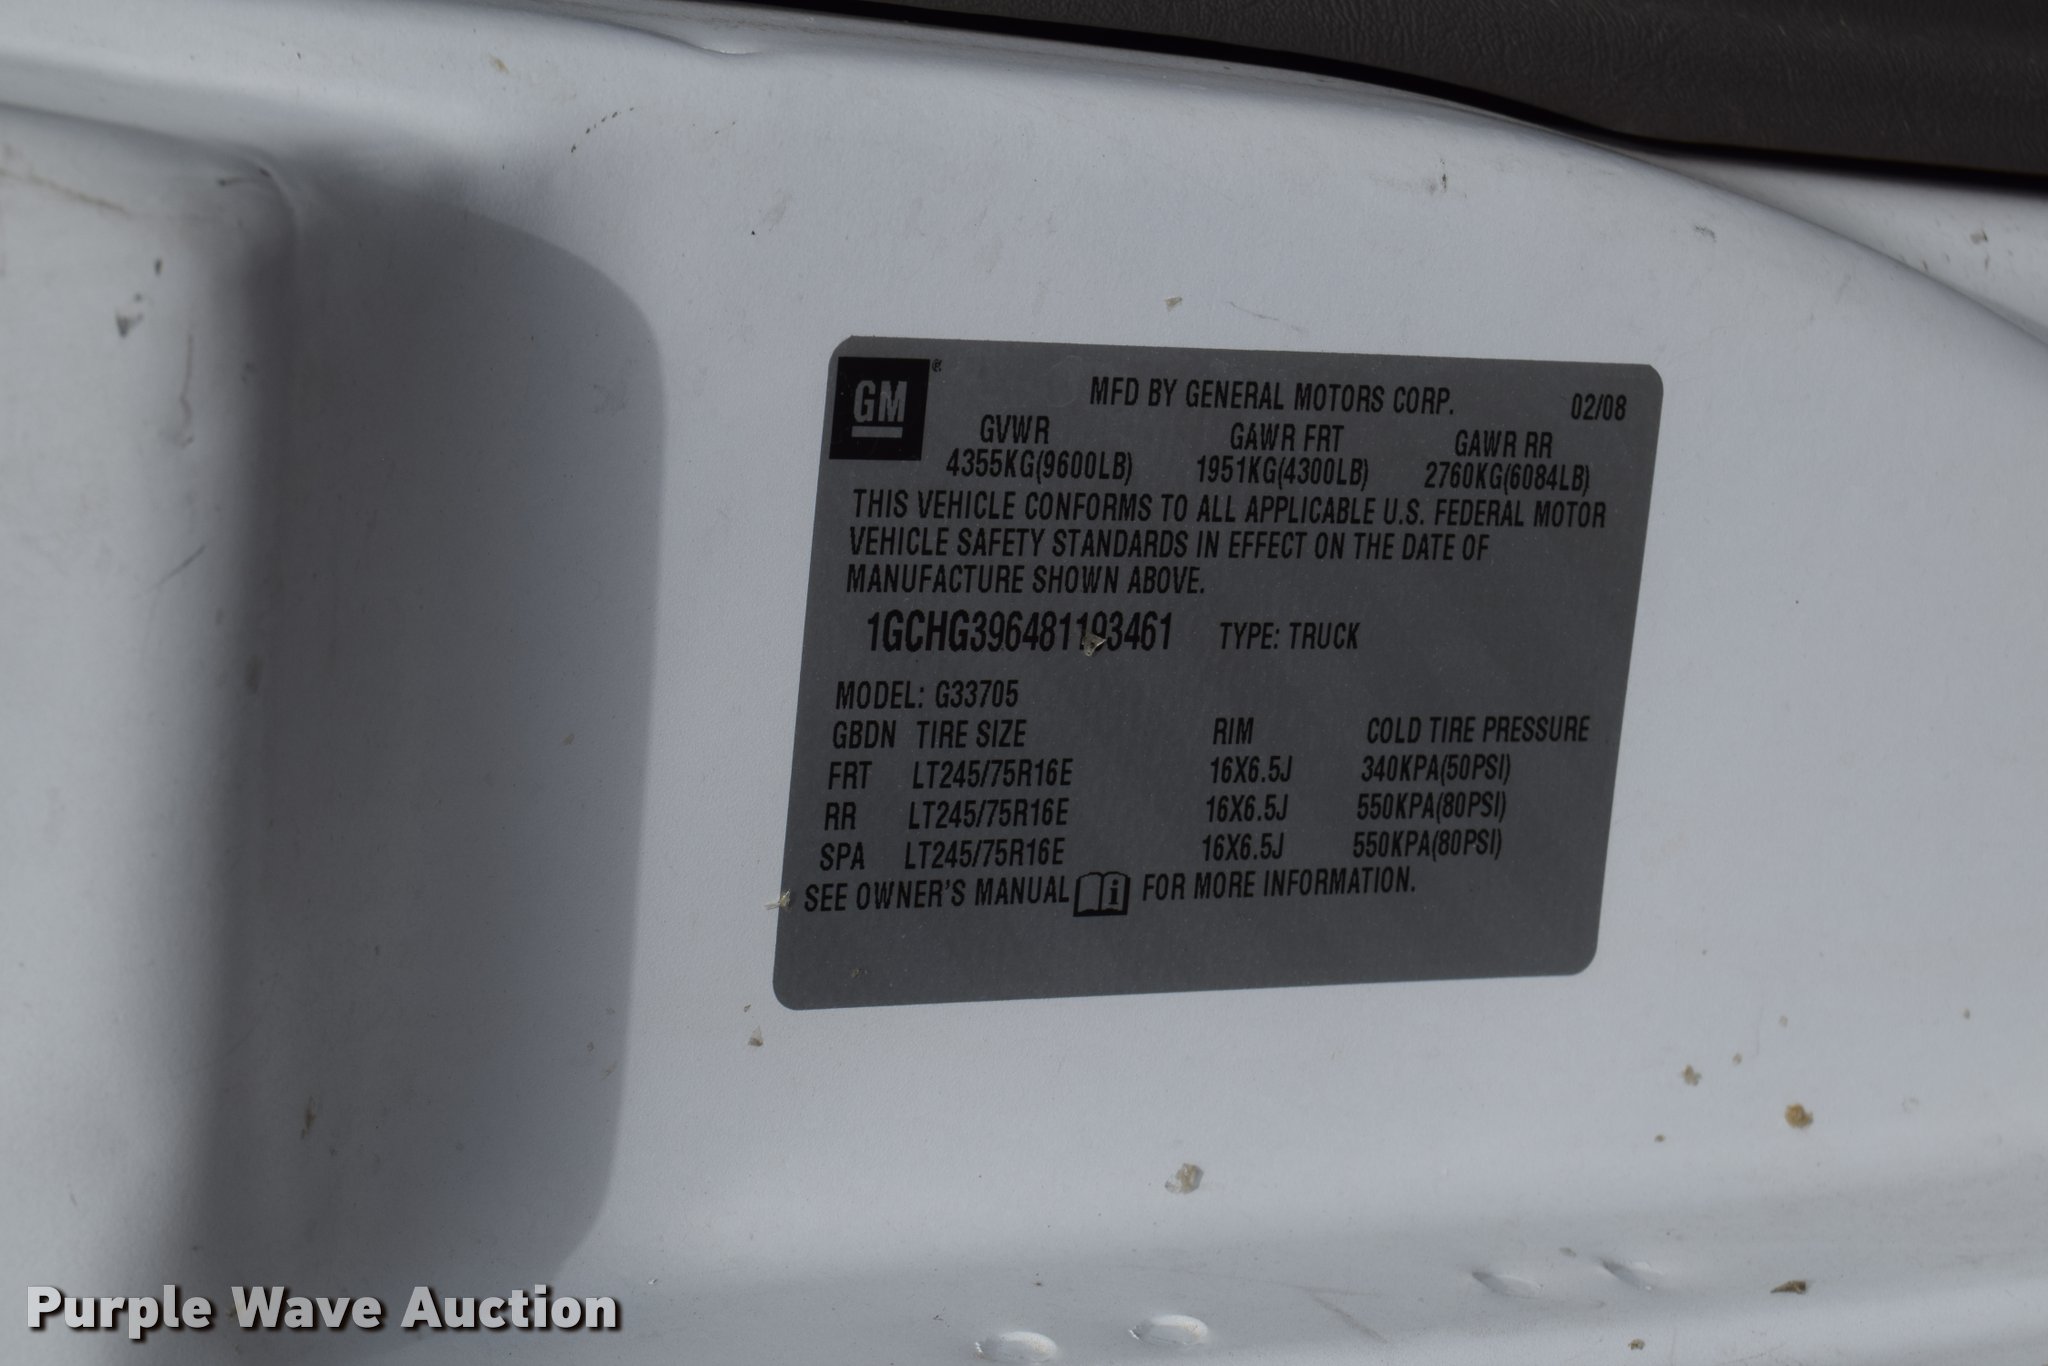 GM ®
MFD BY GENERAL MOTORS CORP. 02/08
GVWR GAWR FRT GAWR RR
4355KG(9600LB) 1951KG(4300LB) 2760KG(6084LB)
THIS VEHICLE CONFORMS TO ALL APPLICABLE U.S. FEDERAL MOTOR
VEHICLE SAFETY STANDARDS IN EFFECT ON THE DATE OF
MANUFACTURE SHOWN ABOVE.
1GCHG396481193461 TYPE: TRUCK
MODEL: G33705
GBDN TIRE SIZE RIM COLD TIRE PRESSURE
FRT LT245/75R16E 16X6.5J 340KPA(50PSI)
RR LT245/75R16E 16X6.5J 550KPA(80PSI)
SPA LT245/75R16E 16X6.5J 550KPA(80PSI)
SEE OWNER'S MANUAL i FOR MORE INFORMATION.
Purple Wave Auction